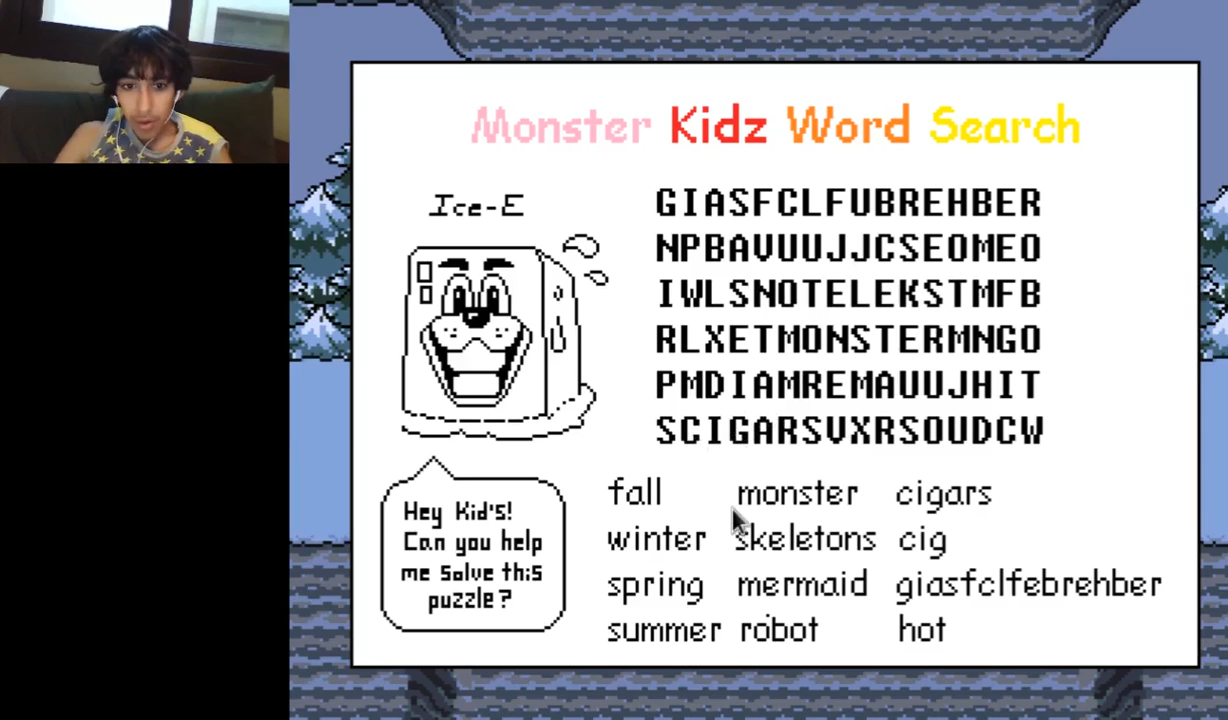 Monster Kidz Word Search
Ice-E
GIASFCLFUBREHBER
NPBAVUUJJCSEOMEO
IWLSNOTELEKSTMFB
RLXETMONSTERMNGO
PMDIAMREMAUUJHIT
SCIGARSVXRSOUDCW
Hey Kid's!
Can you help
me solve this
puzzle?
fall monster cigars
winter skeletons cig
spring mermaid giasfclfebrehber
summer robot hot